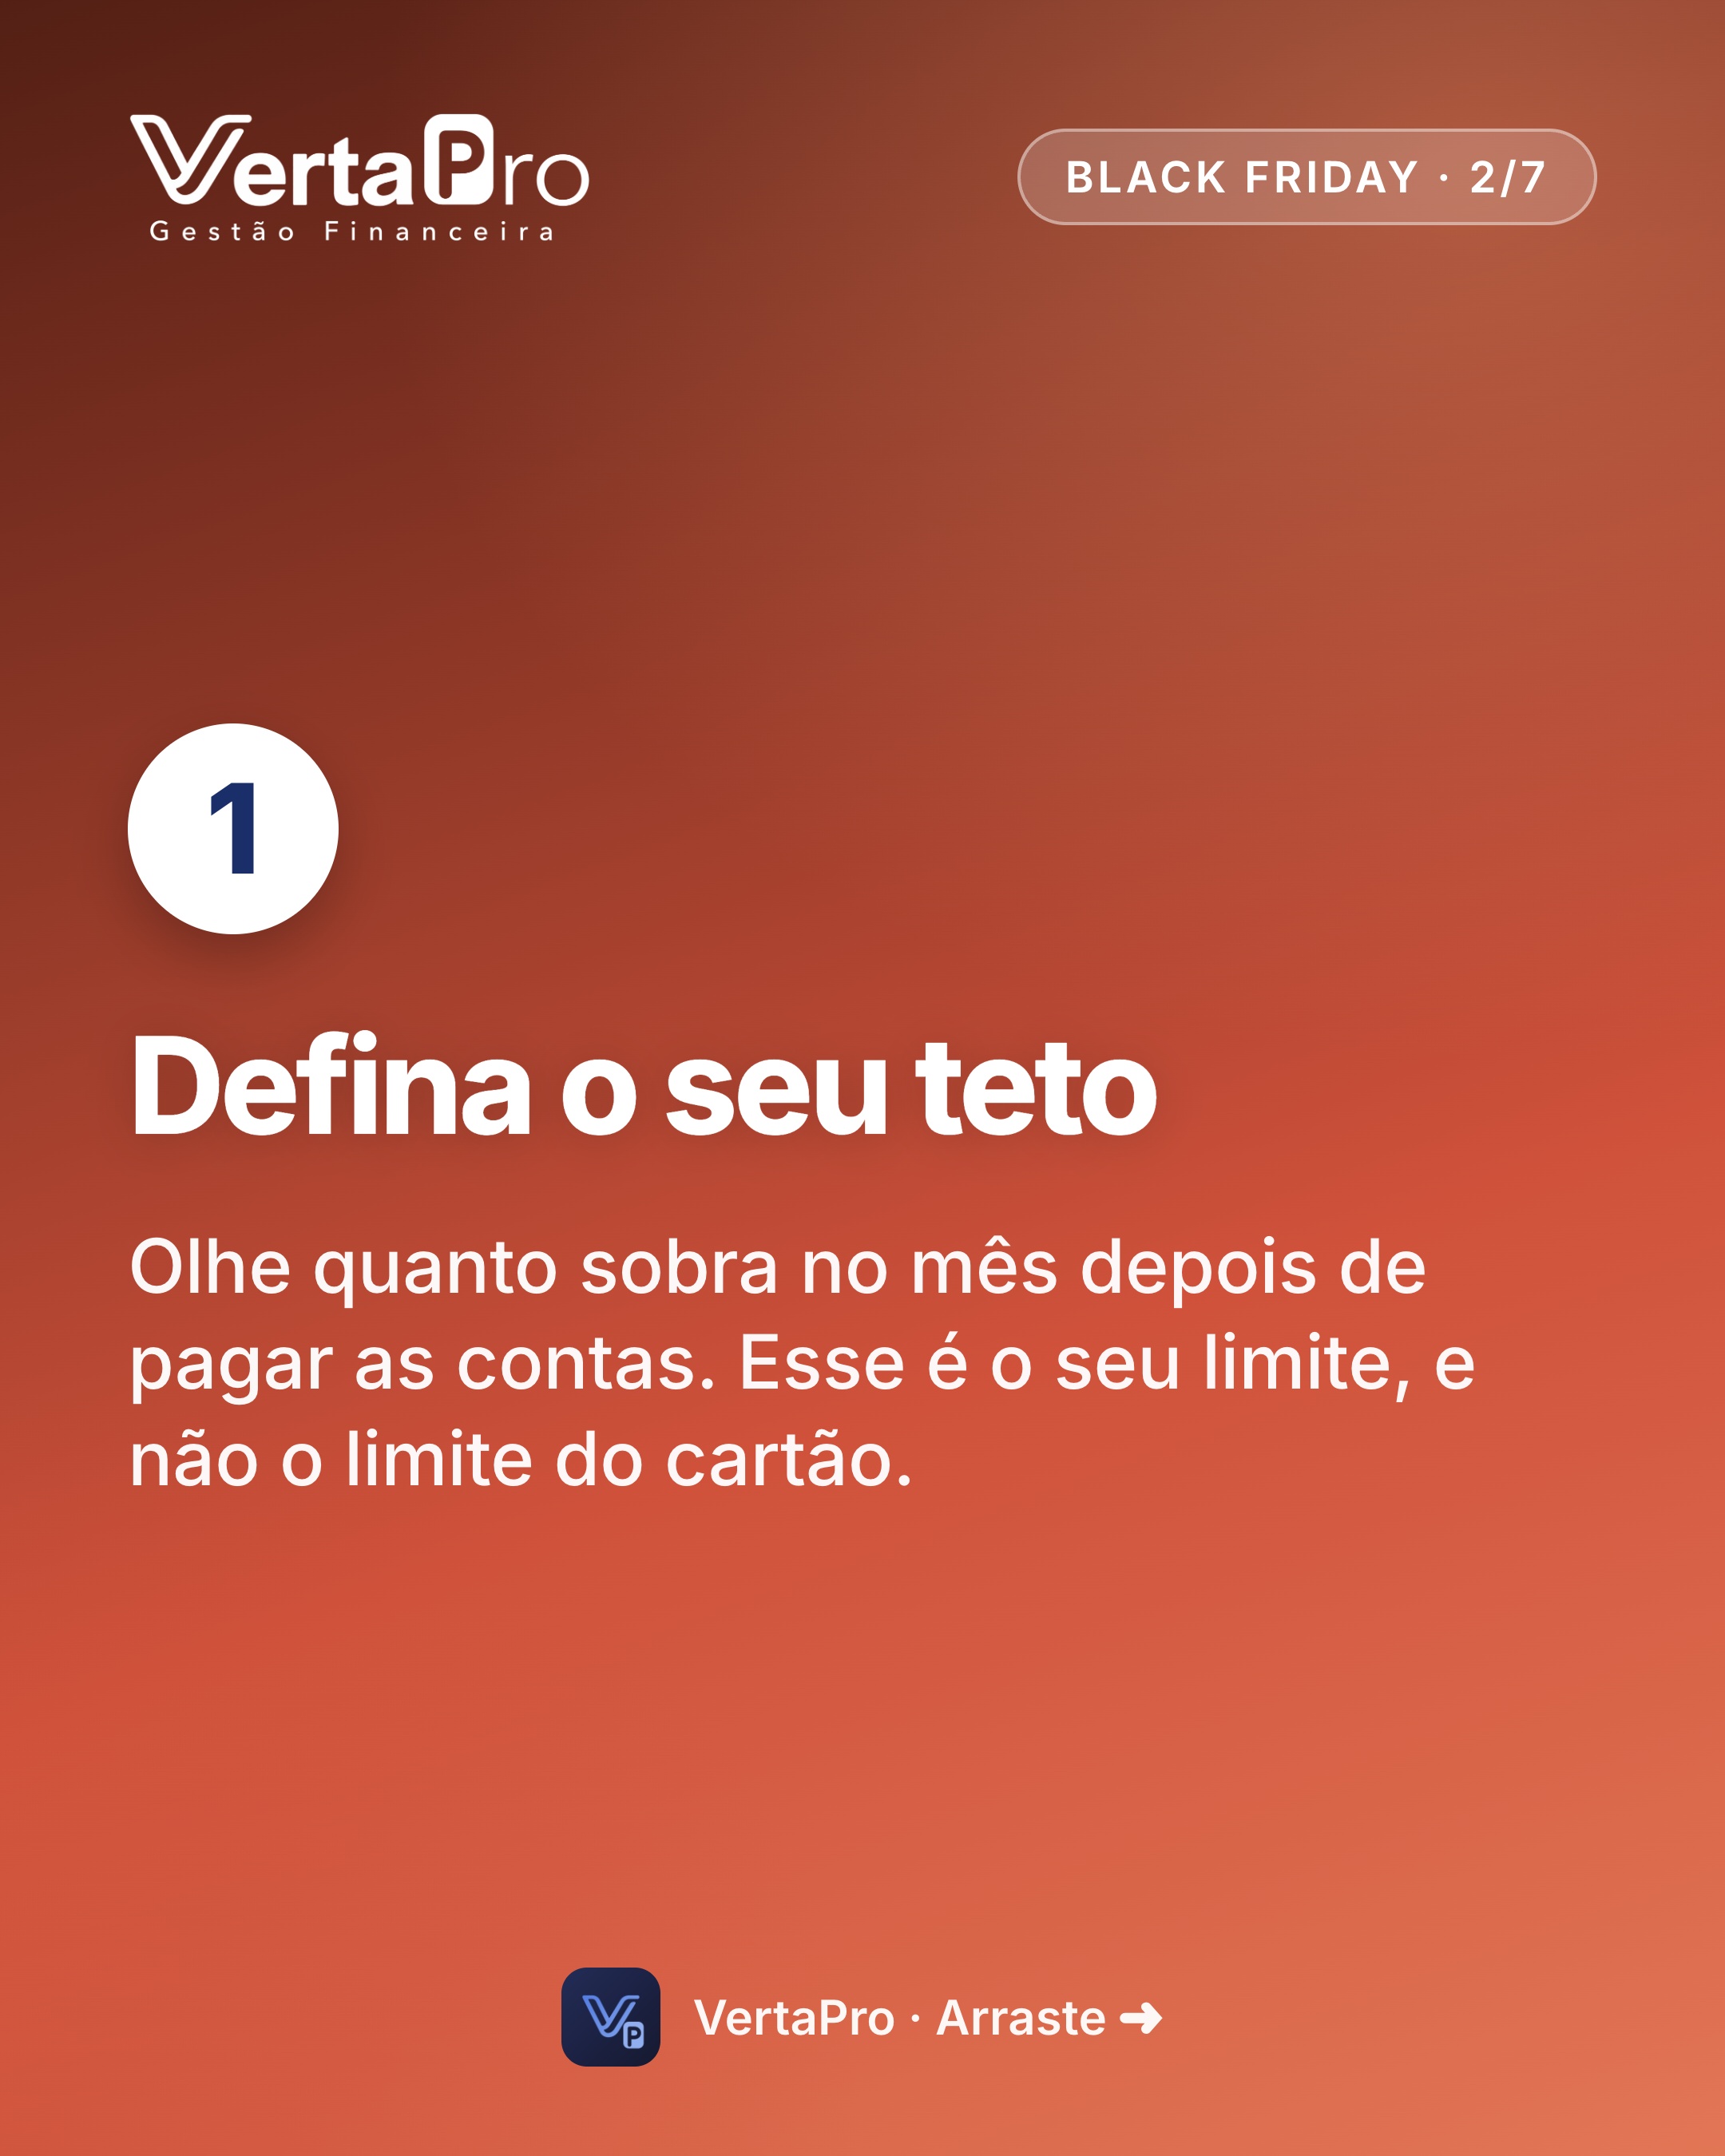 VertaPro
Gestão Financeira
BLACK FRIDAY · 2/7
1
Defina o seu teto
Olhe quanto sobra no mês depois de
pagar as contas. Esse é o seu limite, e
não o limite do cartão.
VP
VertaPro · Arraste ➜